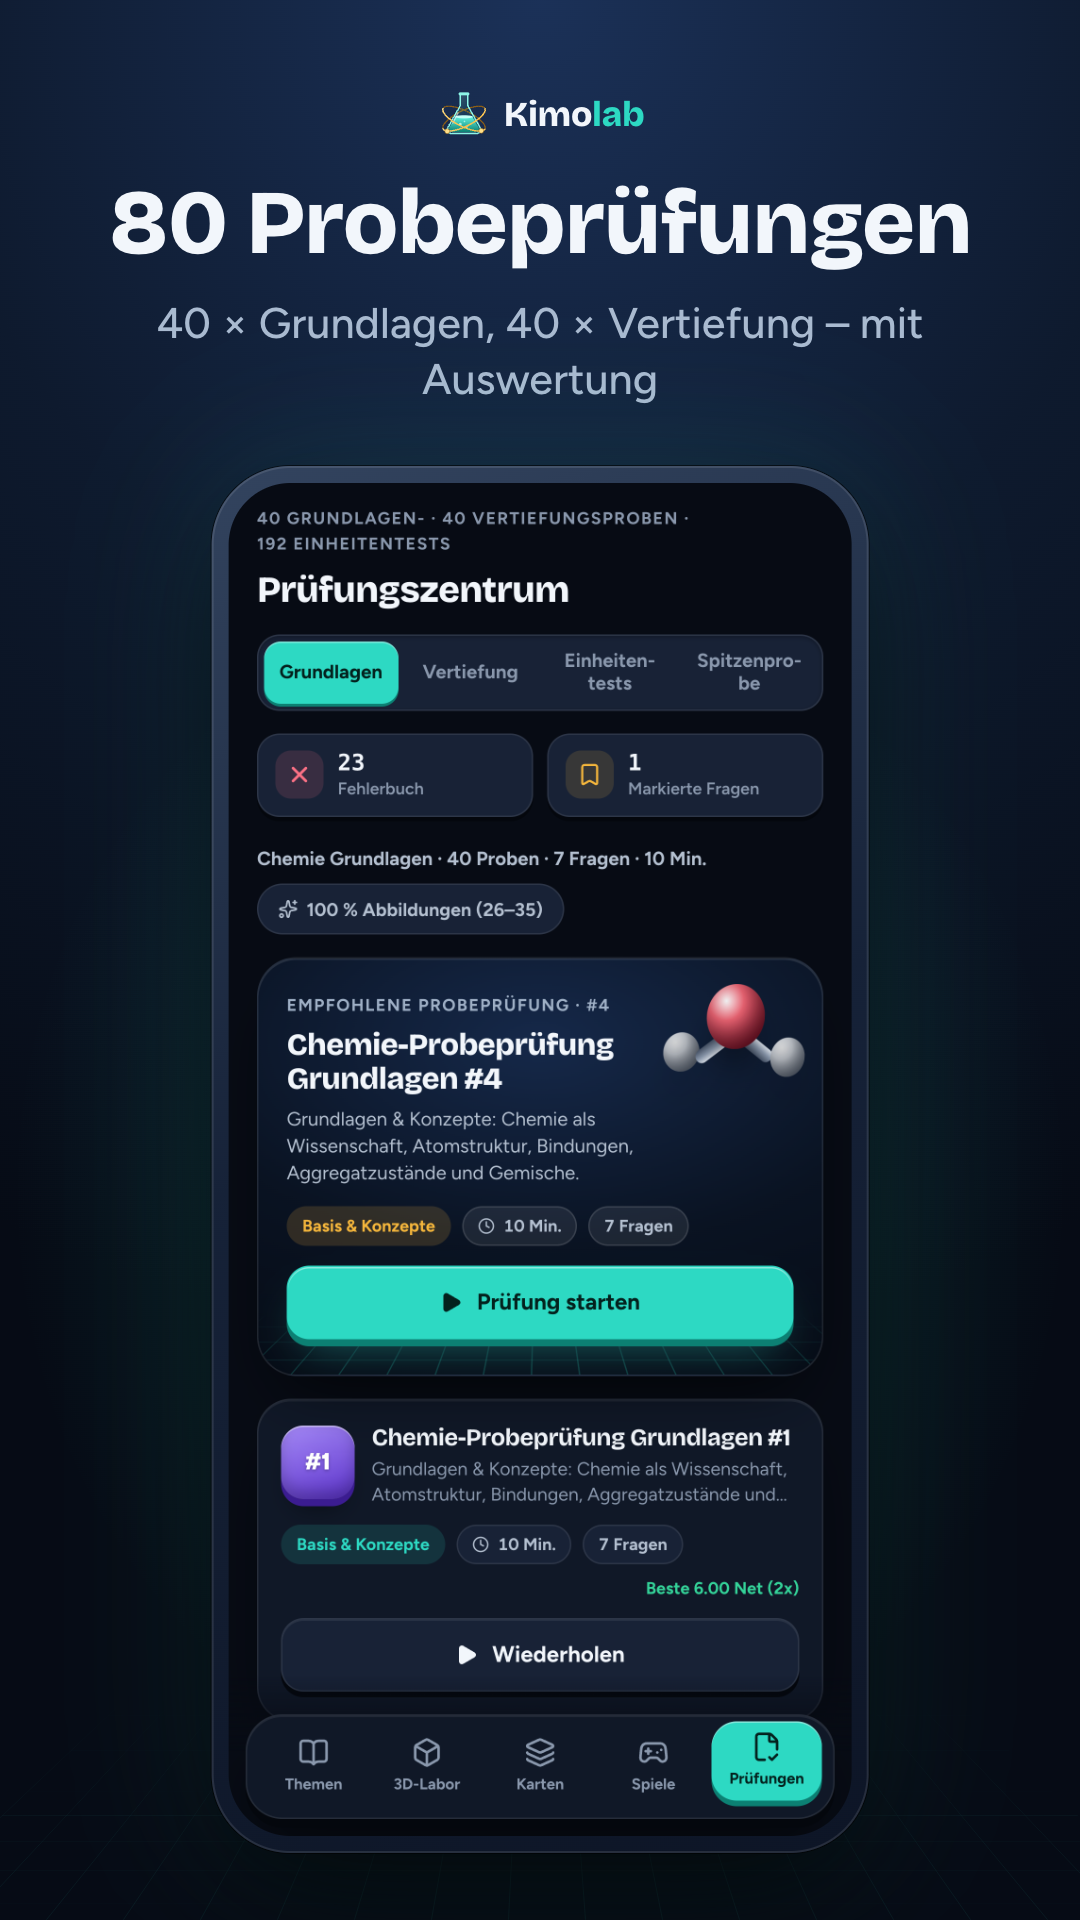 Kimolab
80 Probeprüfungen
40 × Grundlagen, 40 × Vertiefung – mit
Auswertung
40 GRUNDLAGEN- · 40 VERTIEFUNGSPROBEN ·
192 EINHEITENTESTS
Prüfungszentrum
Grundlagen
Vertiefung
Einheiten-
tests
Spitzenpro-
be
23
Fehlerbuch
1
Markierte Fragen
Chemie Grundlagen · 40 Proben · 7 Fragen · 10 Min.
100 % Abbildungen (26–35)
EMPFOHLENE PROBEPRÜFUNG · #4
Chemie-Probeprüfung
Grundlagen #4
Grundlagen & Konzepte: Chemie als
Wissenschaft, Atomstruktur, Bindungen,
Aggregatzustände und Gemische.
Basis & Konzepte
10 Min.
7 Fragen
Prüfung starten
#1
Chemie-Probeprüfung Grundlagen #1
Grundlagen & Konzepte: Chemie als Wissenschaft,
Atomstruktur, Bindungen, Aggregatzustände und...
Basis & Konzepte
10 Min.
7 Fragen
Beste 6.00 Net (2x)
Wiederholen
Themen
3D-Labor
Karten
Spiele
Prüfungen